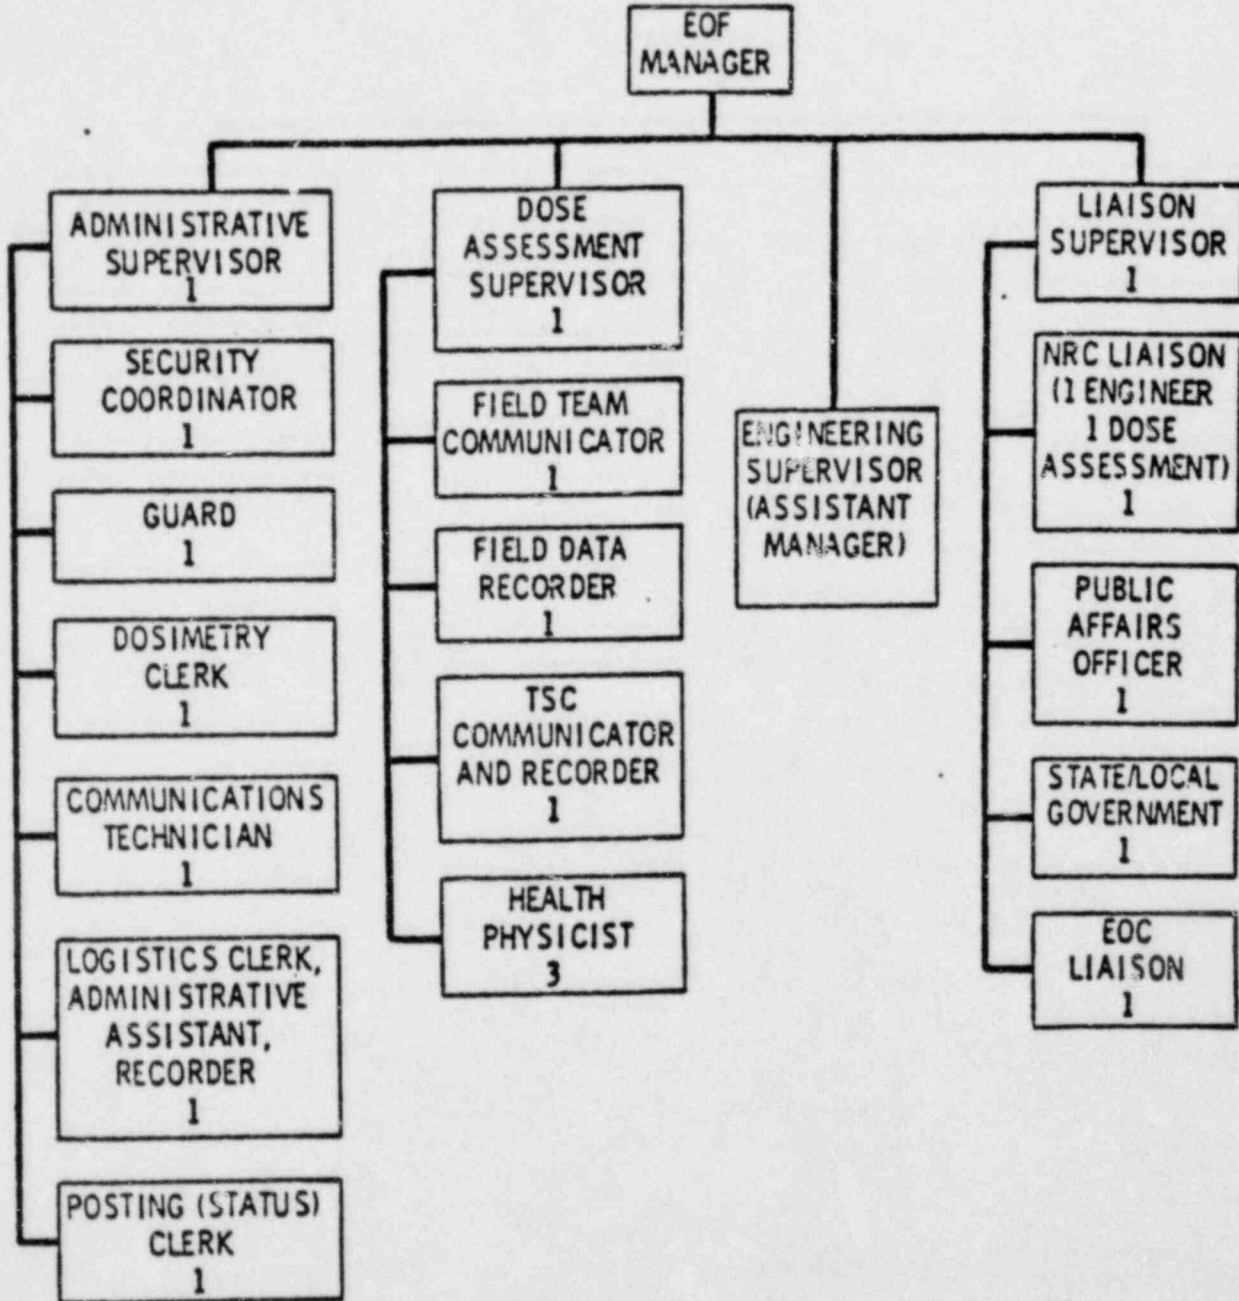 EOF
MANAGER
ADMINISTRATIVE
SUPERVISOR
1
SECURITY
COORDINATOR
1
GUARD
1
DOSIMETRY
CLERK
1
COMMUNICATIONS
TECHNICIAN
1
LOGISTICS CLERK,
ADMINISTRATIVE
ASSISTANT,
RECORDER
1
POSTING (STATUS)
CLERK
1
DOSE
ASSESSMENT
SUPERVISOR
1
FIELD TEAM
COMMUNICATOR
1
FIELD DATA
RECORDER
1
TSC
COMMUNICATOR
AND RECORDER
1
HEALTH
PHYSICIST
3
ENGINEERING
SUPERVISOR
(ASSISTANT
MANAGER)
LIAISON
SUPERVISOR
1
NRC LIAISON
(1 ENGINEER
1 DOSE
ASSESSMENT)
1
PUBLIC
AFFAIRS
OFFICER
1
STATE/LOCAL
GOVERNMENT
1
EOC
LIAISON
1